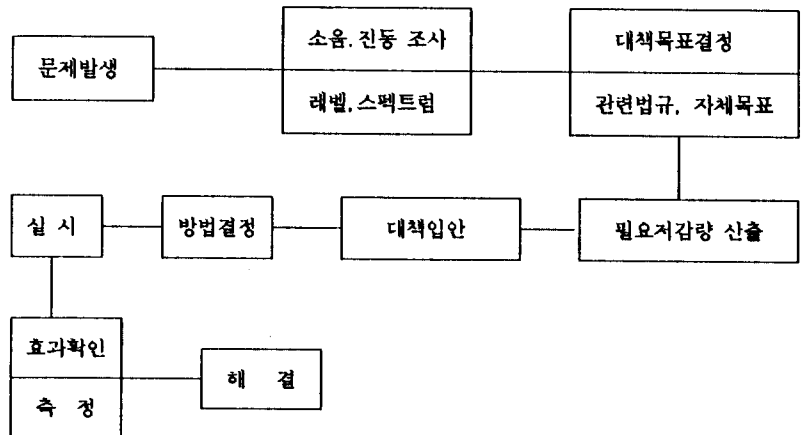 문제발생
소음.진동 조사
레벨,스펙트럼
대책목표결정
관련법규, 자체목표
실 시
방법결정
대책입안
필요저감량 산출
효과확인
측 정
해 결